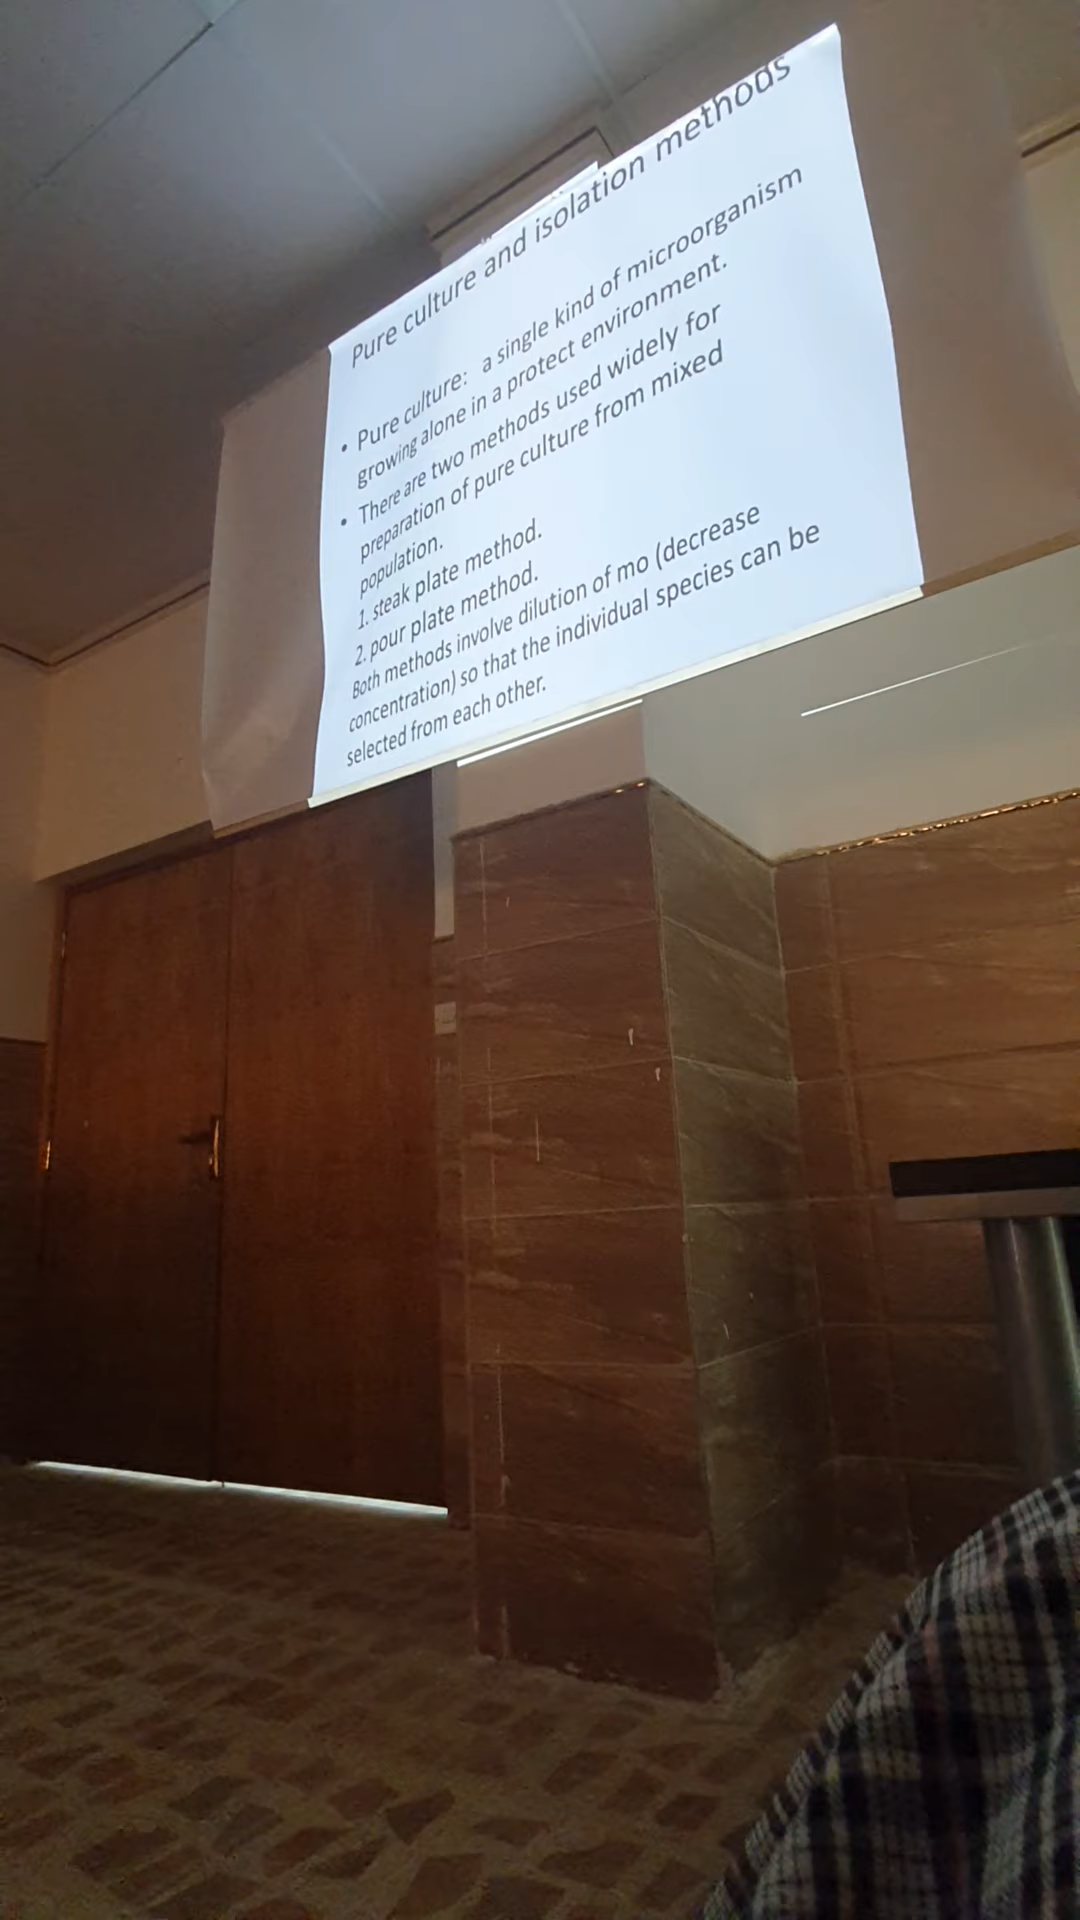 Pure culture and isolation methods
• Pure culture: a single kind of microorganism
growing alone in a protect environment.
• There are two methods used widely for
preparation of pure culture from mixed
population.
1. steak plate method.
2. pour plate method.
Both methods involve dilution of mo (decrease
concentration) so that the individual species can be
selected from each other.